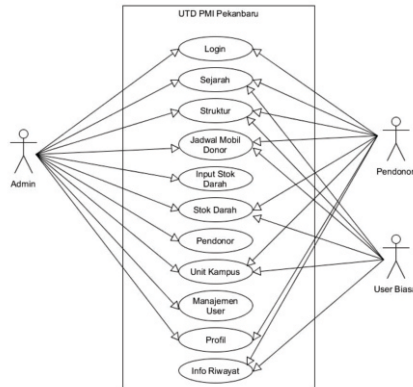 UTD PMI Pekanbaru
Login
Sejarah
Struktur
Jadwal Mobil
Donor
Input Stok
Darah
Stok Darah
Pendonor
Unit Kampus
Manajemen
User
Profil
Info Riwayat
Admin
Pendonor
User Biasa